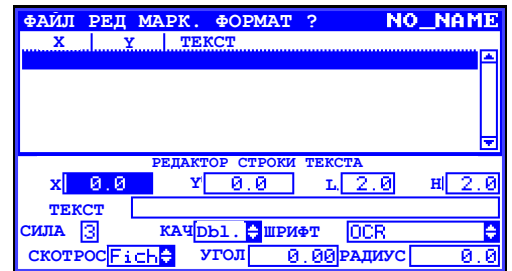 ФАЙЛ РЕД МАРК. ФОРМАТ ? NO_NAME
X Y ТЕКСТ
РЕДАКТОР СТРОКИ ТЕКСТА
X 0.0 Y 0.0 L. 2.0 H 2.0
ТЕКСТ
СИЛА 3 КАЧ Dbl. ШРИФТ OCR
СКОТРОС Fich УГОЛ 0.00 РАДИУС 0.0